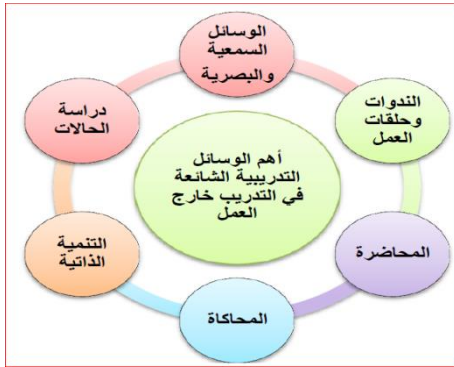 الوسائل
السمعية
والبصرية
الندوات
وحلقات
العمل
دراسة
الحالات
أهم الوسائل
التدريبية الشائعة
في التدريب خارج
العمل
المحاضرة
التنمية
الذاتية
المحاكاة